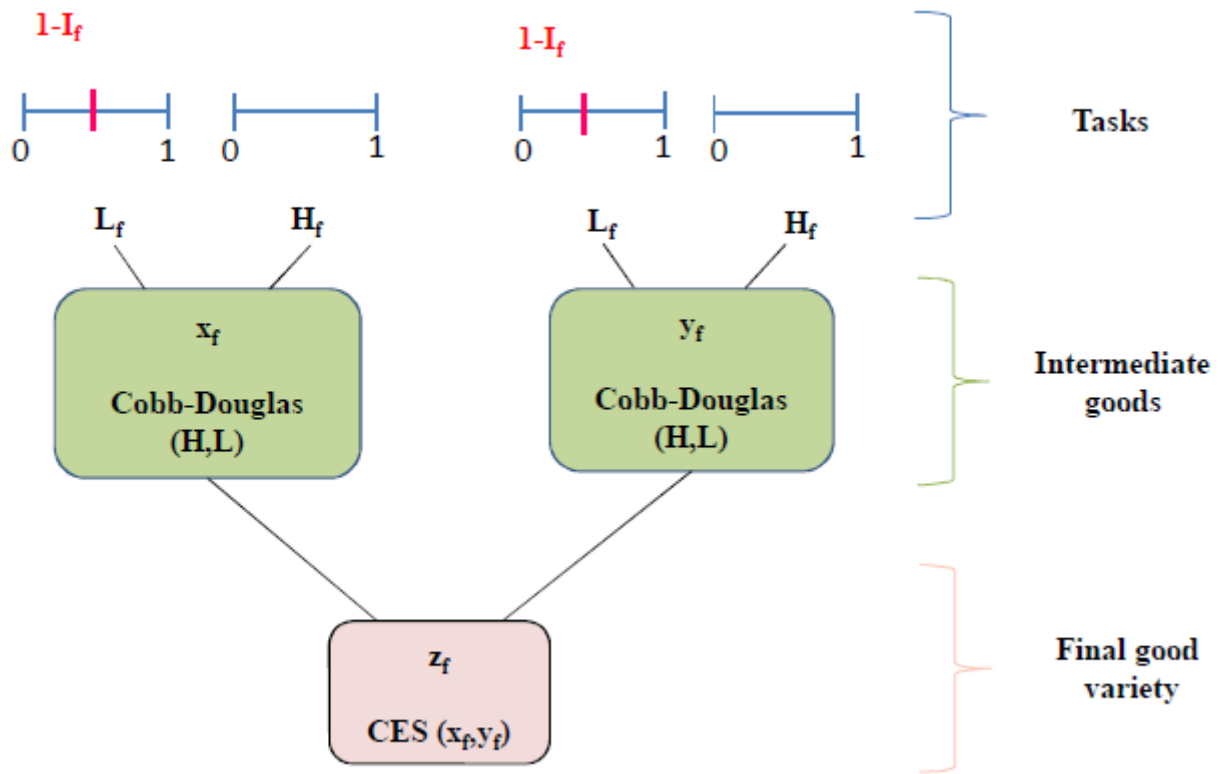 1-I_f
1-I_f
0 1 0 1 0 1 0 1
Tasks
L_f H_f L_f H_f
x_f
Cobb-Douglas
(H,L)
y_f
Cobb-Douglas
(H,L)
Intermediate
goods
z_f
CES (x_f,y_f)
Final good
variety